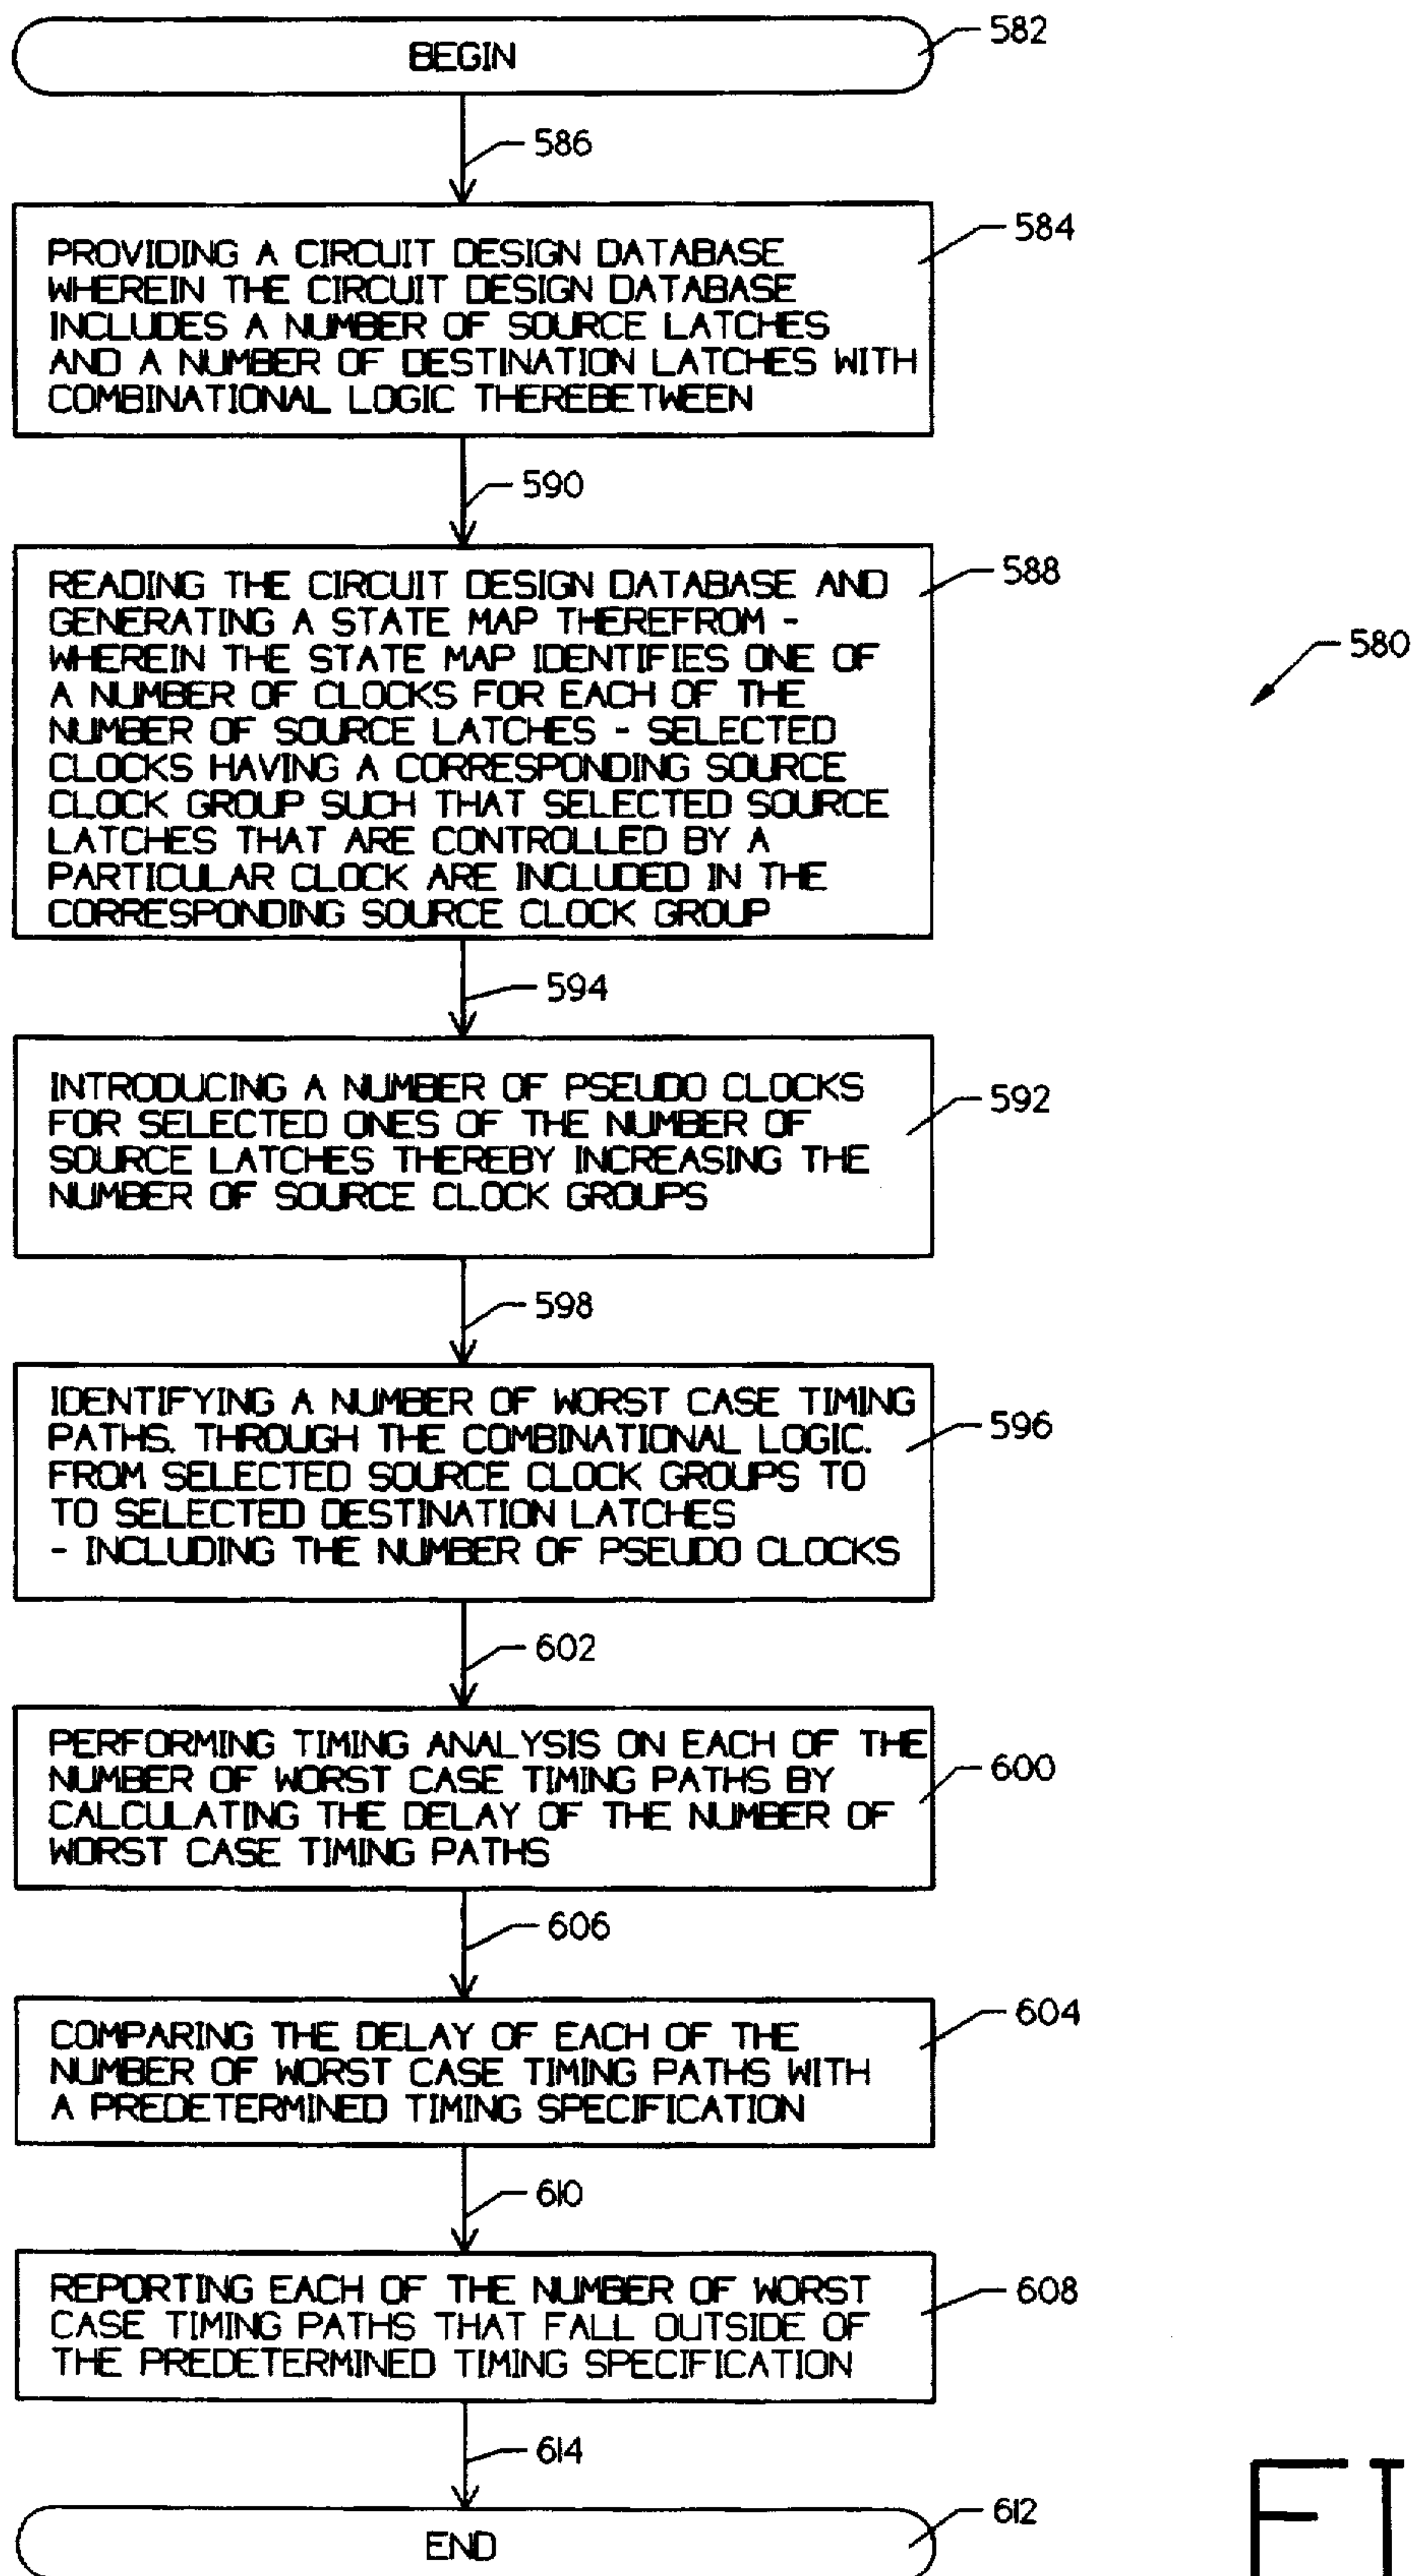 BEGIN
582
586
PROVIDING A CIRCUIT DESIGN DATABASE
WHEREIN THE CIRCUIT DESIGN DATABASE
INCLUDES A NUMBER OF SOURCE LATCHES
AND A NUMBER OF DESTINATION LATCHES WITH
COMBINATIONAL LOGIC THEREBETWEEN
584
590
READING THE CIRCUIT DESIGN DATABASE AND
GENERATING A STATE MAP THEREFROM -
WHEREIN THE STATE MAP IDENTIFIES ONE OF
A NUMBER OF CLOCKS FOR EACH OF THE
NUMBER OF SOURCE LATCHES - SELECTED
CLOCKS HAVING A CORRESPONDING SOURCE
CLOCK GROUP SUCH THAT SELECTED SOURCE
LATCHES THAT ARE CONTROLLED BY A
PARTICULAR CLOCK ARE INCLUDED IN THE
CORRESPONDING SOURCE CLOCK GROUP
588
580
594
INTRODUCING A NUMBER OF PSEUDO CLOCKS
FOR SELECTED ONES OF THE NUMBER OF
SOURCE LATCHES THEREBY INCREASING THE
NUMBER OF SOURCE CLOCK GROUPS
592
598
IDENTIFYING A NUMBER OF WORST CASE TIMING
PATHS, THROUGH THE COMBINATIONAL LOGIC,
FROM SELECTED SOURCE CLOCK GROUPS TO
TO SELECTED DESTINATION LATCHES
- INCLUDING THE NUMBER OF PSEUDO CLOCKS
596
602
PERFORMING TIMING ANALYSIS ON EACH OF THE
NUMBER OF WORST CASE TIMING PATHS BY
CALCULATING THE DELAY OF THE NUMBER OF
WORST CASE TIMING PATHS
600
606
COMPARING THE DELAY OF EACH OF THE
NUMBER OF WORST CASE TIMING PATHS WITH
A PREDETERMINED TIMING SPECIFICATION
604
610
REPORTING EACH OF THE NUMBER OF WORST
CASE TIMING PATHS THAT FALL OUTSIDE OF
THE PREDETERMINED TIMING SPECIFICATION
608
614
END
612